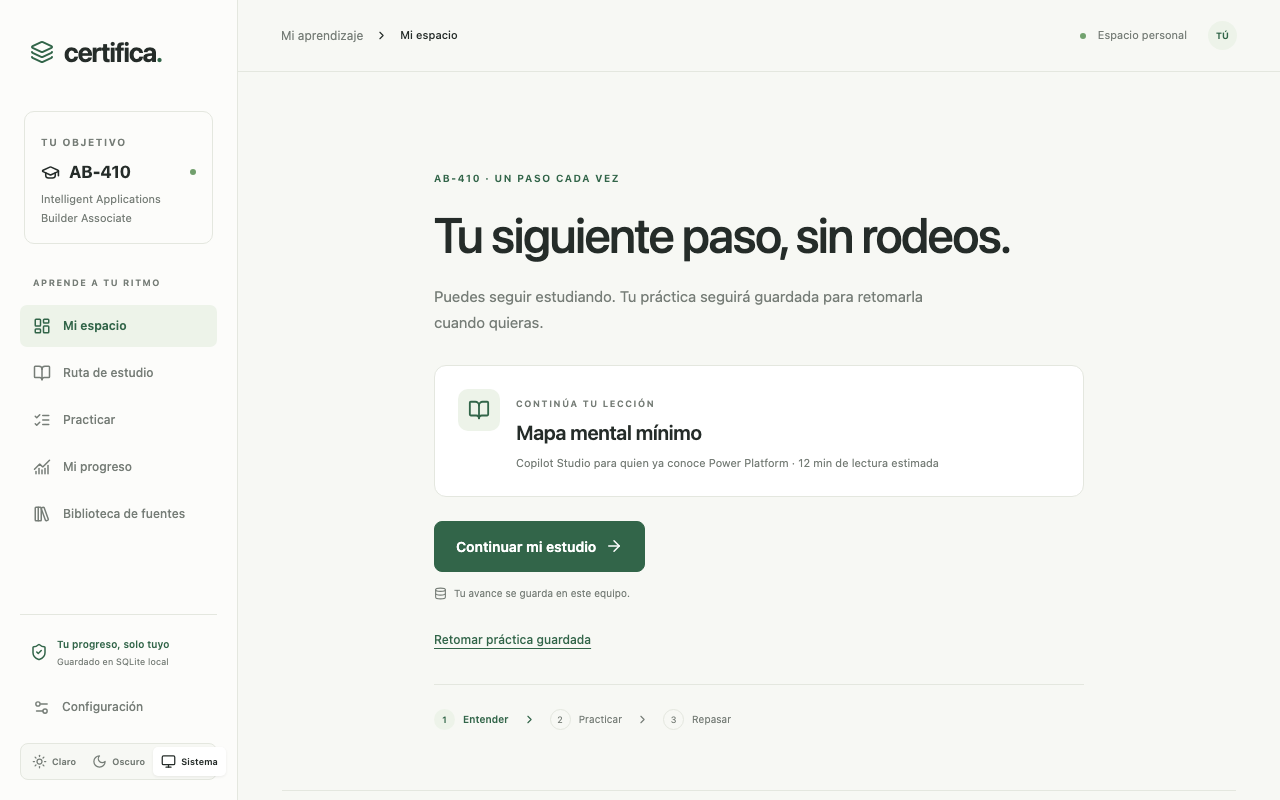 certifica.
TU OBJETIVO
AB-410
Intelligent Applications
Builder Associate
APRENDE A TU RITMO
Mi espacio
Ruta de estudio
Practicar
Mi progreso
Biblioteca de fuentes
Tu progreso, solo tuyo
Guardado en SQLite local
Configuración
Claro Oscuro Sistema
Mi aprendizaje Mi espacio
Espacio personal TÚ
AB-410 · UN PASO CADA VEZ
Tu siguiente paso, sin rodeos.
Puedes seguir estudiando. Tu práctica seguirá guardada para retomarla
cuando quieras.
CONTINÚA TU LECCIÓN
Mapa mental mínimo
Copilot Studio para quien ya conoce Power Platform · 12 min de lectura estimada
Continuar mi estudio
Tu avance se guarda en este equipo.
Retomar práctica guardada
1 Entender 2 Practicar 3 Repasar